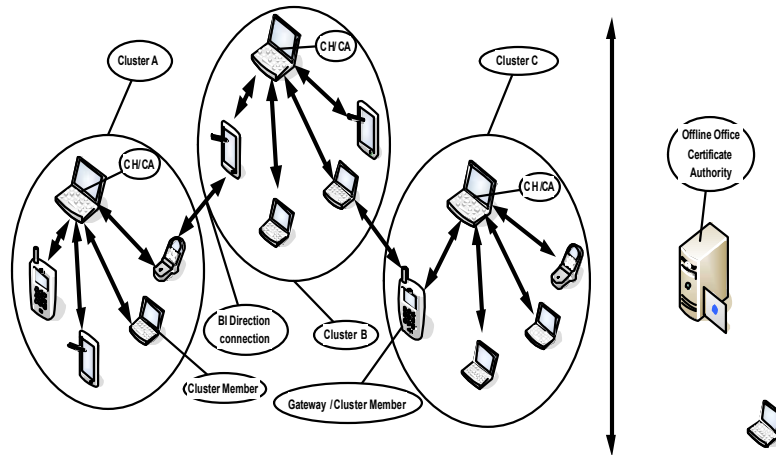 CH/CA
Cluster A
Cluster C
Offline Office
Certificate
Authority
CH/CA
CH/CA
BI Direction
connection
Cluster B
Cluster Member
Gateway / Cluster Member